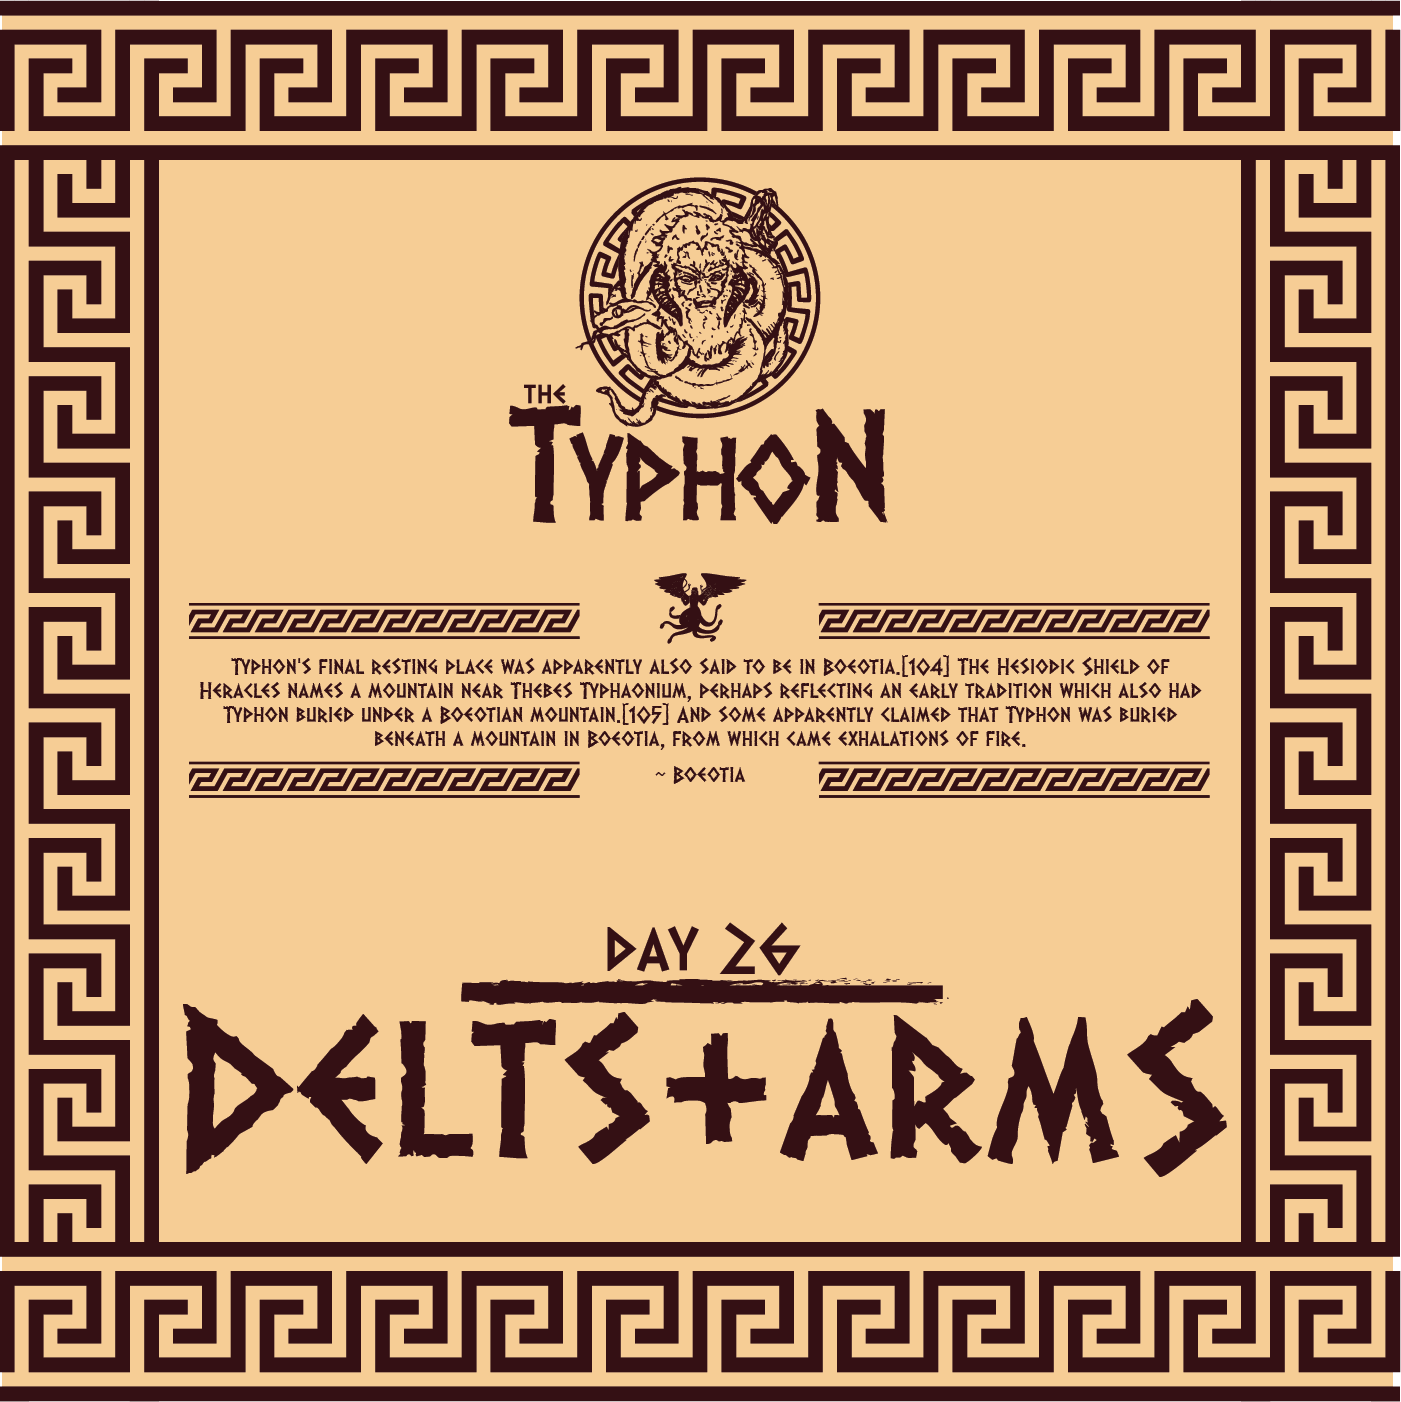 THE
TYPHON
TYPHON'S FINAL RESTING PLACE WAS APPARENTLY ALSO SAID TO BE IN BOEOTIA.[104] THE HESIODIC SHIELD OF
HERACLES NAMES A MOUNTAIN NEAR THEBES TYPHAONIUM, PERHAPS REFLECTING AN EARLY TRADITION WHICH ALSO HAD
TYPHON BURIED UNDER A BOEOTIAN MOUNTAIN.[105] AND SOME APPARENTLY CLAIMED THAT TYPHON WAS BURIED
BENEATH A MOUNTAIN IN BOEOTIA, FROM WHICH CAME EXHALATIONS OF FIRE.
~ BOEOTIA
DAY 26
DELTS+ARMS